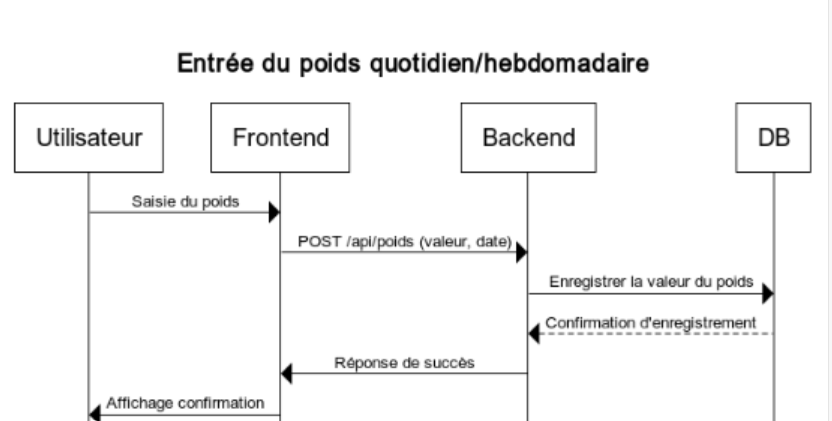 Entrée du poids quotidien/hebdomadaire
Utilisateur
Frontend
Backend
DB
Saisie du poids
POST /api/poids (valeur, date)
Enregistrer la valeur du poids
Confirmation d'enregistrement
Réponse de succès
Affichage confirmation